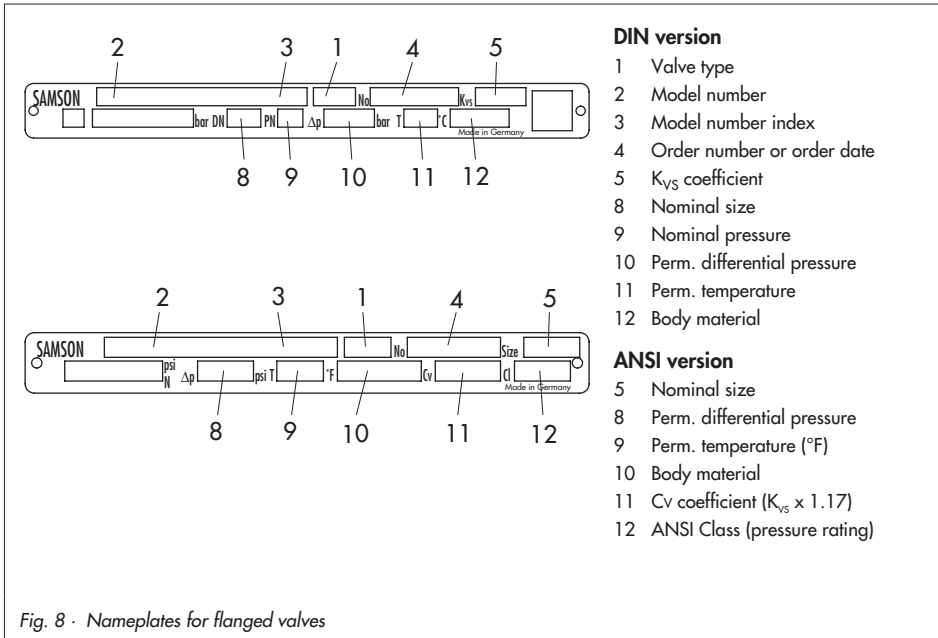 2 3 1 4 5
SAMSON No Kvs
bar DN PN Δp bar T °C
Made in Germany
8 9 10 11 12
2 3 1 4 5
SAMSON No Size
psi
N Δp psi T °F Cv Cl
Made in Germany
8 9 10 11 12
DIN version
1 Valve type
2 Model number
3 Model number index
4 Order number or order date
5 KVS coefficient
8 Nominal size
9 Nominal pressure
10 Perm. differential pressure
11 Perm. temperature
12 Body material
ANSI version
5 Nominal size
8 Perm. differential pressure
9 Perm. temperature (°F)
10 Body material
11 Cv coefficient (Kvs x 1.17)
12 ANSI Class (pressure rating)
Fig. 8 · Nameplates for flanged valves